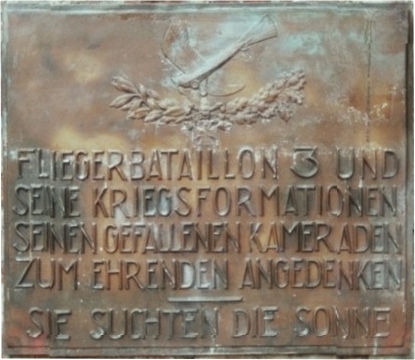 FLIEGERBATAILLON 3 UND
SEINE KRIEGSFORMATIONEN
SEINEN GEFALLENEN KAMERADEN
ZUM EHRENDEN ANGEDENKEN
SIE SUCHTEN DIE SONNE